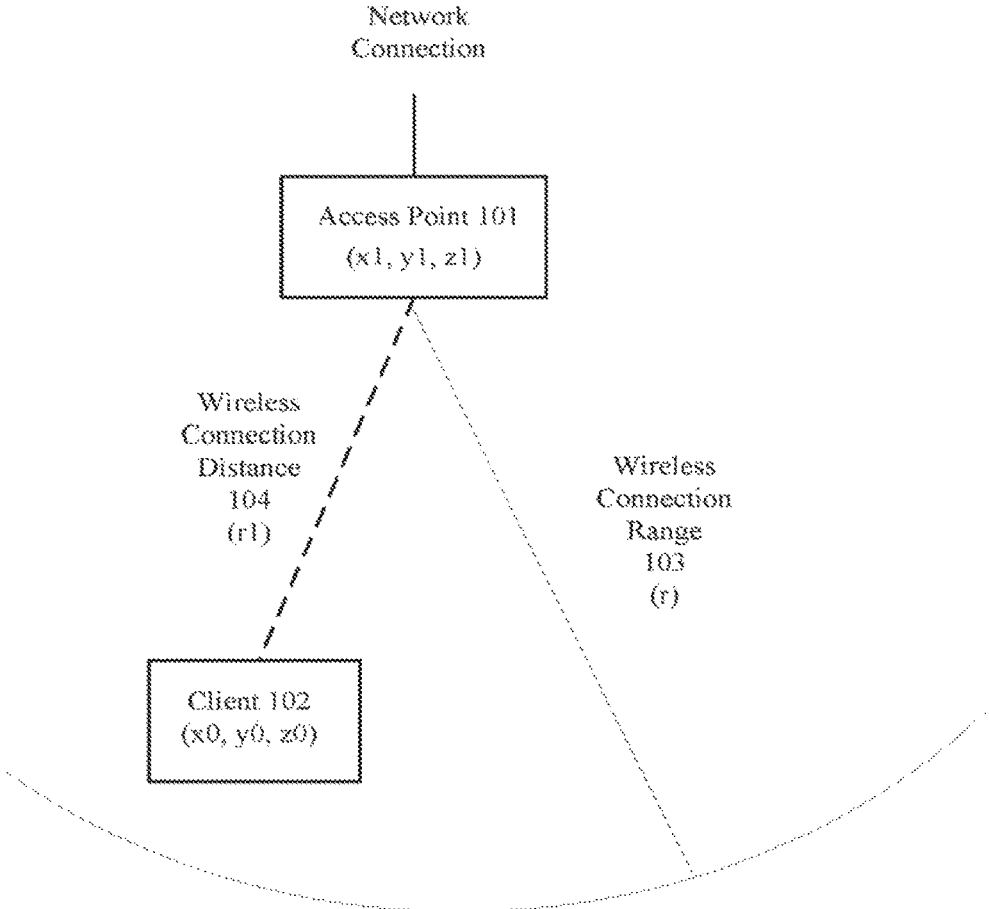 Network
Connection
Access Point 101
(x1, y1, z1)
Wireless
Connection
Distance
104
(r1)
Wireless
Connection
Range
103
(r)
Client 102
(x0, y0, z0)